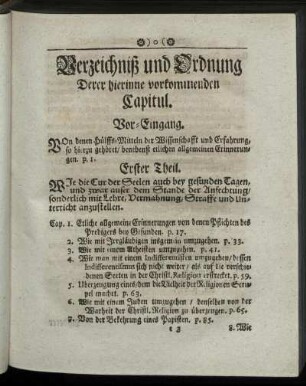 )o(
Verzeichniß und Ordnung
Derer hierinne vorkommenden
Capitul.
Vor-Eingang.
VOn denen Hülffs-Mitteln der Wissenschafft und Erfahrung,
so hierzu gehöret/ benebenst etlichen allgemeinen Erinnerun-
gen. p. 1.
Erster Theil.
WIe die Cur der Seelen auch bey gesunden Tagen,
und zwar ausser dem Stande der Anfechtung/
sonderlich mit Lehre, Vermahnung, Straffe und Un-
terricht anzustellen.
Cap. 1. Etliche allgemeine Erinnerungen von denen Pflichten des
Predigers bey Gesunden. p. 17.
2. Wie mit Irrgläubigen insgemein umzugehen. p. 33.
3. Wie mit einem Atheisten umzugehen. p. 41.
4. Wie man mit einem Indifferentisten umzugehen/ dessen
Indifferentismus sich nicht weiter/ als auf die verschie-
denen Secten in der Christl. Religion erstrecket. p. 59.
5. Uberzeugung eines/ dem die Vielheit der Religionen Scru-
pel machet. p. 63.
6. Wie mit einem Juden umzugehen/ denselben von der
Warheit der Christl. Religion zu überzeugen. p. 65.
7. Von der Bekehrung eines Papisten. p. 85.
8. Wie